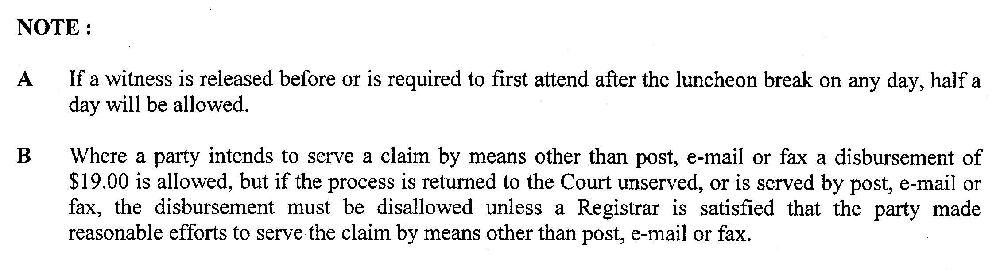 NOTE :
A If a witness is released before or is required to first attend after the luncheon break on any day, half a
day will be allowed.
B Where a party intends to serve a claim by means other than post, e-mail or fax a disbursement of
$19.00 is allowed, but if the process is returned to the Court unserved, or is served by post, e-mail or
fax, the disbursement must be disallowed unless a Registrar is satisfied that the party made
reasonable efforts to serve the claim by means other than post, e-mail or fax.